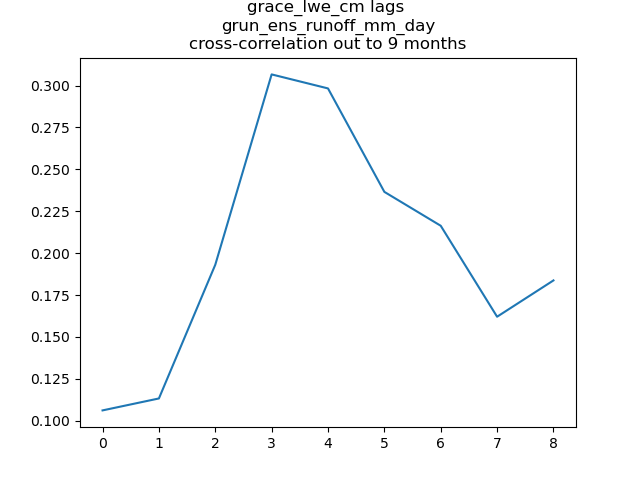 grace_lwe_cm lags
grun_ens_runoff_mm_day
cross-correlation out to 9 months
0.300
0.275
0.250
0.225
0.200
0.175
0.150
0.125
0.100
0 1 2 3 4 5 6 7 8